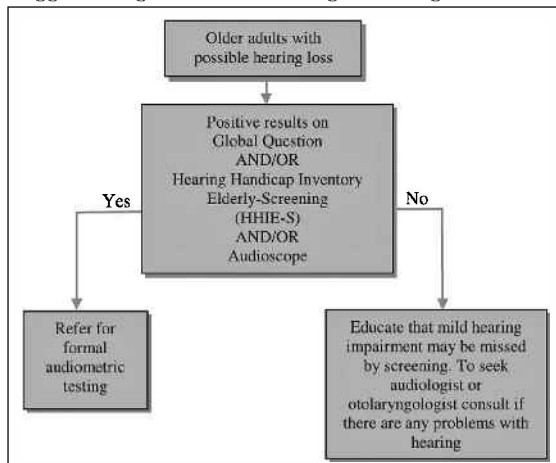 Older adults with
possible hearing loss
Positive results on
Global Question
AND/OR
Hearing Handicap Inventory
Elderly-Screening
(HHIE-S)
AND/OR
Audioscope
Yes
No
Refer for
formal
audiometric
testing
Educate that mild hearing
impairment may be missed
by screening. To seek
audiologist or
otolaryngologist consult if
there are any problems with
hearing